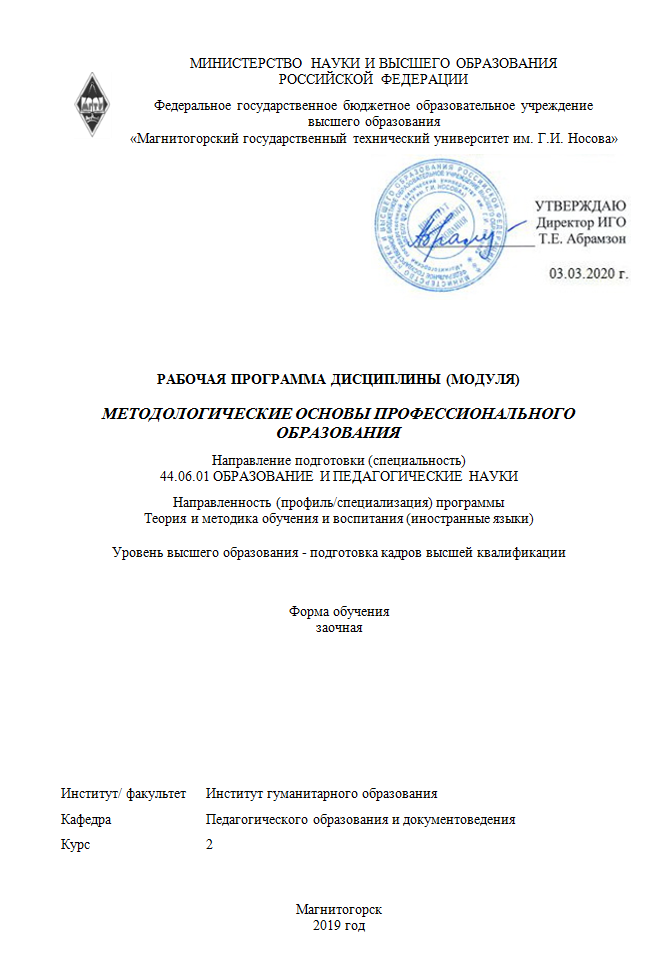 МИНИСТЕРСТВО НАУКИ И ВЫСШЕГО ОБРАЗОВАНИЯ
РОССИЙСКОЙ ФЕДЕРАЦИИ
Федеральное государственное бюджетное образовательное учреждение
высшего образования
«Магнитогорский государственный технический университет им. Г.И. Носова»
УТВЕРЖДАЮ
Директор ИГО
Т.Е. Абрамзон
03.03.2020 г.
РАБОЧАЯ ПРОГРАММА ДИСЦИПЛИНЫ (МОДУЛЯ)
МЕТОДОЛОГИЧЕСКИЕ ОСНОВЫ ПРОФЕССИОНАЛЬНОГО
ОБРАЗОВАНИЯ
Направление подготовки (специальность)
44.06.01 ОБРАЗОВАНИЕ И ПЕДАГОГИЧЕСКИЕ НАУКИ
Направленность (профиль/специализация) программы
Теория и методика обучения и воспитания (иностранные языки)
Уровень высшего образования - подготовка кадров высшей квалификации
Форма обучения
заочная
Институт/ факультет Институт гуманитарного образования
Кафедра Педагогического образования и документоведения
Курс 2
Магнитогорск
2019 год